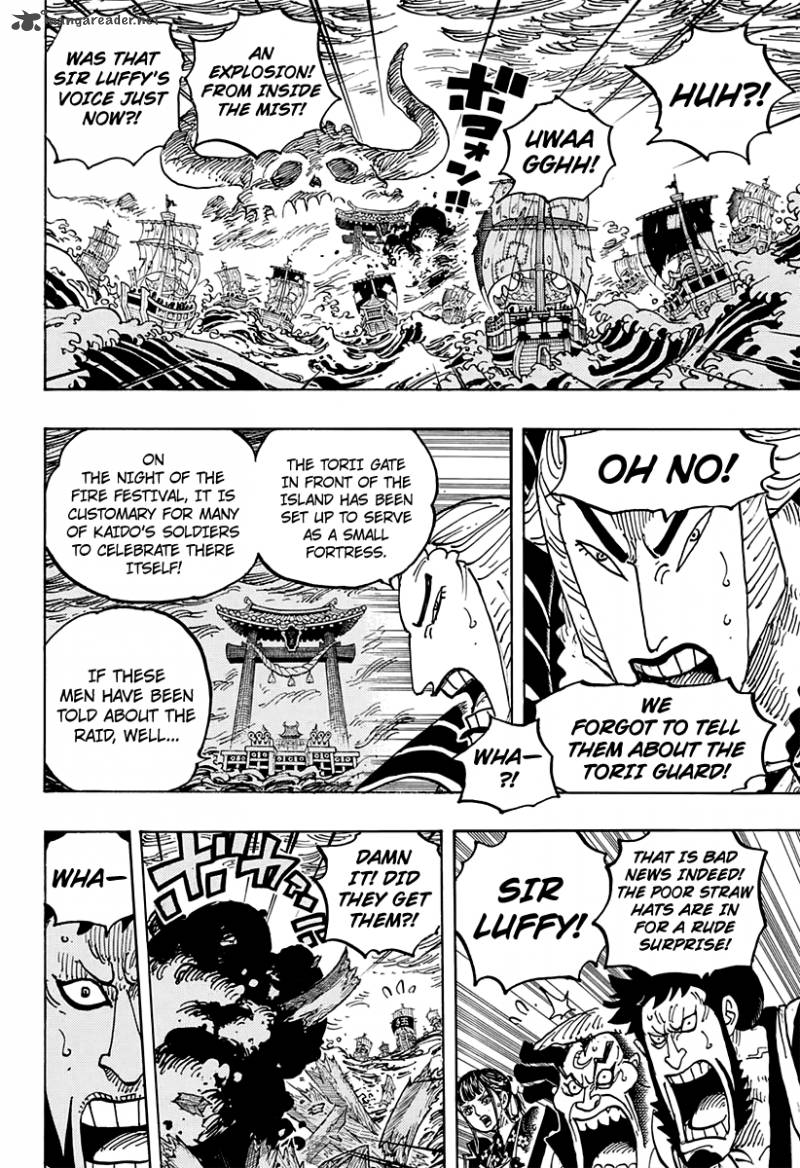 mangareader.net
HUH?!
UWAA
GGHH!
ボコォン!!
AN
EXPLOSION!
FROM INSIDE
THE MIST!
WAS THAT
SIR LUFFY'S
VOICE JUST
NOW?!
OH NO!
WE
FORGOT TO TELL
THEM ABOUT THE
TORII GUARD!
WHA—
?!
THE TORII GATE
IN FRONT OF THE
ISLAND HAS BEEN
SET UP TO SERVE
AS A SMALL
FORTRESS.
ON
THE NIGHT OF THE
FIRE FESTIVAL, IT IS
CUSTOMARY FOR MANY
OF KAIDO'S SOLDIERS
TO CELEBRATE THERE
ITSELF!
IF THESE
MEN HAVE BEEN
TOLD ABOUT THE
RAID, WELL...
THAT IS BAD
NEWS INDEED!
THE POOR STRAW
HATS ARE IN
FOR A RUDE
SURPRISE!
SIR
LUFFY!
DAMN
IT! DID
THEY GET
THEM?!
WHA—